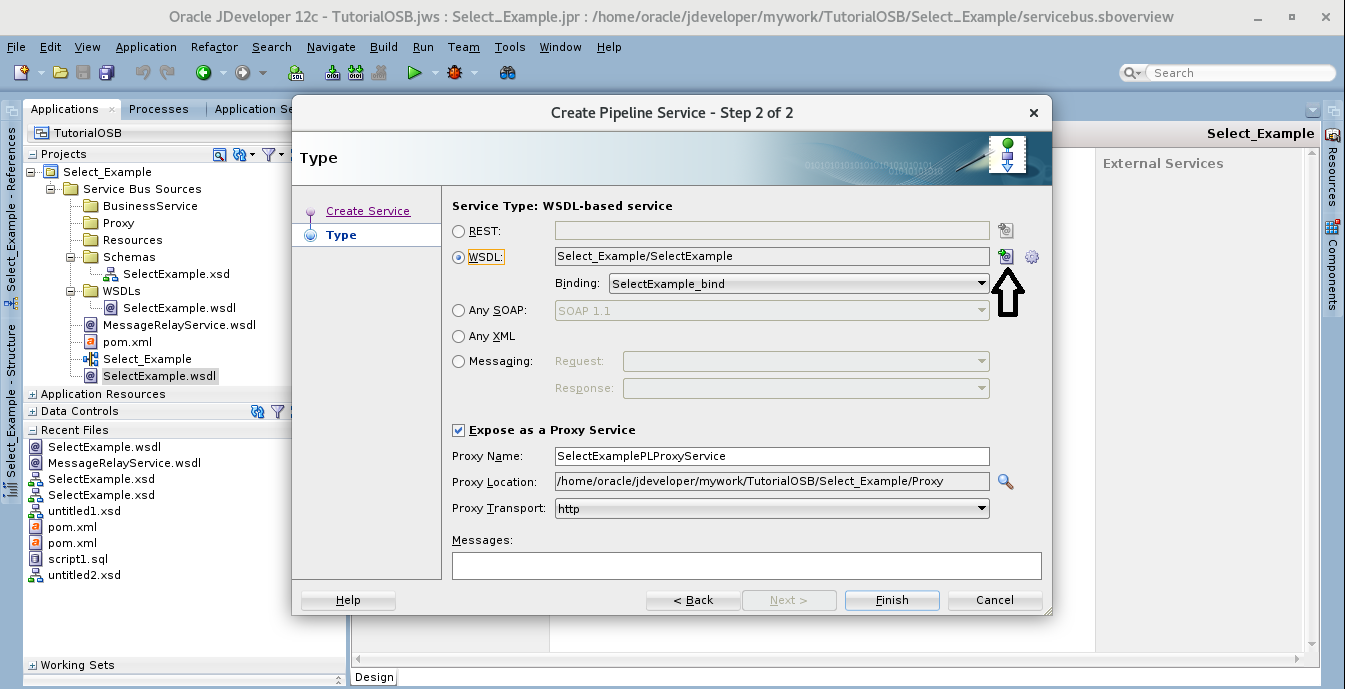 Oracle JDeveloper 12c - TutorialOSB.jws : Select_Example.jpr : /home/oracle/jdeveloper/mywork/TutorialOSB/Select_Example/servicebus.sboverview
File Edit View Application Refactor Search Navigate Build Run Team Tools Window Help
Search
Applications Processes Application Se
TutorialOSB
Projects
Select_Example
Service Bus Sources
BusinessService
Proxy
Resources
Schemas
SelectExample.xsd
WSDLs
SelectExample.wsdl
MessageRelayService.wsdl
pom.xml
Select_Example
SelectExample.wsdl
Application Resources
Data Controls
Recent Files
SelectExample.wsdl
MessageRelayService.wsdl
SelectExample.xsd
SelectExample.xsd
untitled1.xsd
pom.xml
pom.xml
script1.sql
untitled2.xsd
Working Sets
Select_Example - References
Select_Example - Structure
Create Pipeline Service - Step 2 of 2
Type
Create Service
Type
Service Type: WSDL-based service
REST:
WSDL: Select_Example/SelectExample
Binding: SelectExample_bind
Any SOAP: SOAP 1.1
Any XML
Messaging: Request:
Response:
Expose as a Proxy Service
Proxy Name: SelectExamplePLProxyService
Proxy Location: /home/oracle/jdeveloper/mywork/TutorialOSB/Select_Example/Proxy
Proxy Transport: http
Messages:
Help < Back Next > Finish Cancel
Select_Example
External Services
Resources
Components
Design